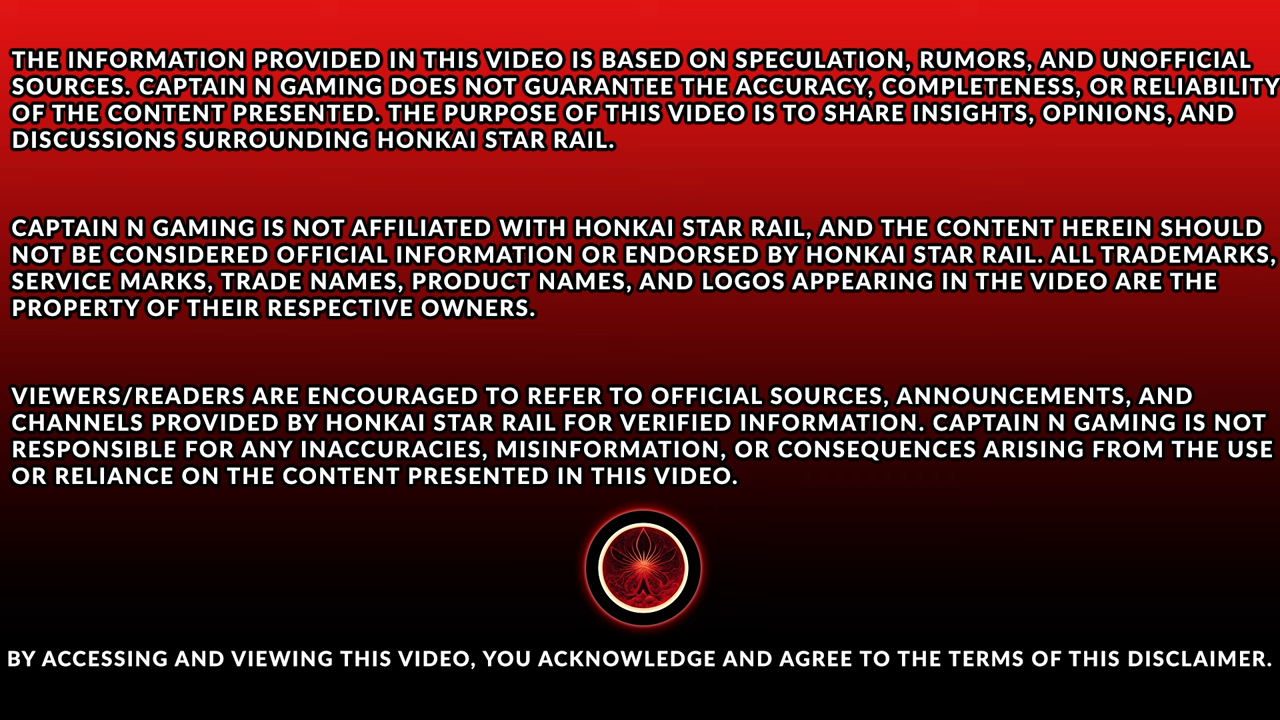 THE INFORMATION PROVIDED IN THIS VIDEO IS BASED ON SPECULATION, RUMORS, AND UNOFFICIAL
SOURCES. CAPTAIN N GAMING DOES NOT GUARANTEE THE ACCURACY, COMPLETENESS, OR RELIABILITY
OF THE CONTENT PRESENTED. THE PURPOSE OF THIS VIDEO IS TO SHARE INSIGHTS, OPINIONS, AND
DISCUSSIONS SURROUNDING HONKAI STAR RAIL.
CAPTAIN N GAMING IS NOT AFFILIATED WITH HONKAI STAR RAIL, AND THE CONTENT HEREIN SHOULD
NOT BE CONSIDERED OFFICIAL INFORMATION OR ENDORSED BY HONKAI STAR RAIL. ALL TRADEMARKS,
SERVICE MARKS, TRADE NAMES, PRODUCT NAMES, AND LOGOS APPEARING IN THE VIDEO ARE THE
PROPERTY OF THEIR RESPECTIVE OWNERS.
VIEWERS/READERS ARE ENCOURAGED TO REFER TO OFFICIAL SOURCES, ANNOUNCEMENTS, AND
CHANNELS PROVIDED BY HONKAI STAR RAIL FOR VERIFIED INFORMATION. CAPTAIN N GAMING IS NOT
RESPONSIBLE FOR ANY INACCURACIES, MISINFORMATION, OR CONSEQUENCES ARISING FROM THE USE
OR RELIANCE ON THE CONTENT PRESENTED IN THIS VIDEO.
BY ACCESSING AND VIEWING THIS VIDEO, YOU ACKNOWLEDGE AND AGREE TO THE TERMS OF THIS DISCLAIMER.